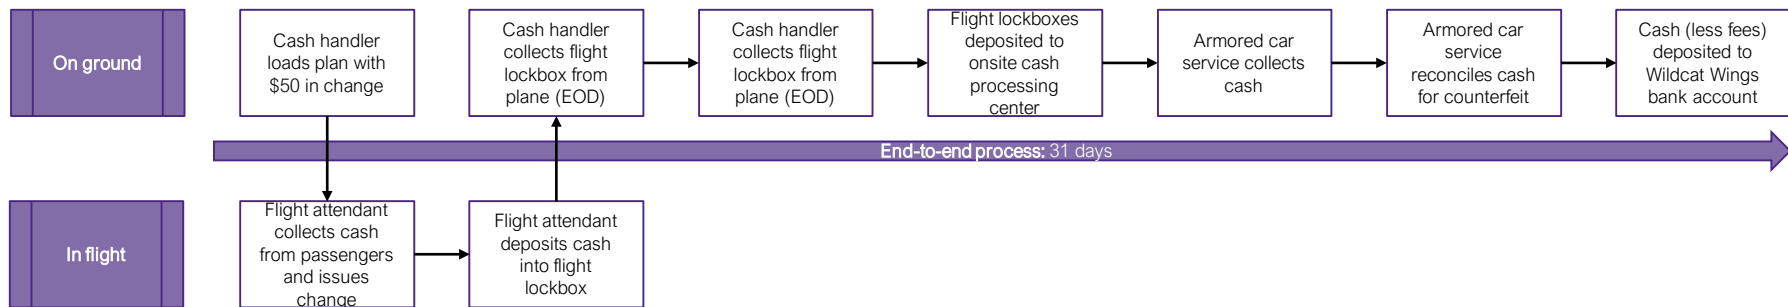 On ground
Cash handler
loads plan with
$50 in change
Cash handler
collects flight
lockbox from
plane (EOD)
Cash handler
collects flight
lockbox from
plane (EOD)
Flight lockboxes
deposited to
onsite cash
processing
center
Armored car
service collects
cash
Armored car
service
reconciles cash
for counterfeit
Cash (less fees)
deposited to
Wildcat Wings
bank account
End-to-end process: 31 days
In flight
Flight attendant
collects cash
from passengers
and issues
change
Flight attendant
deposits cash
into flight
lockbox